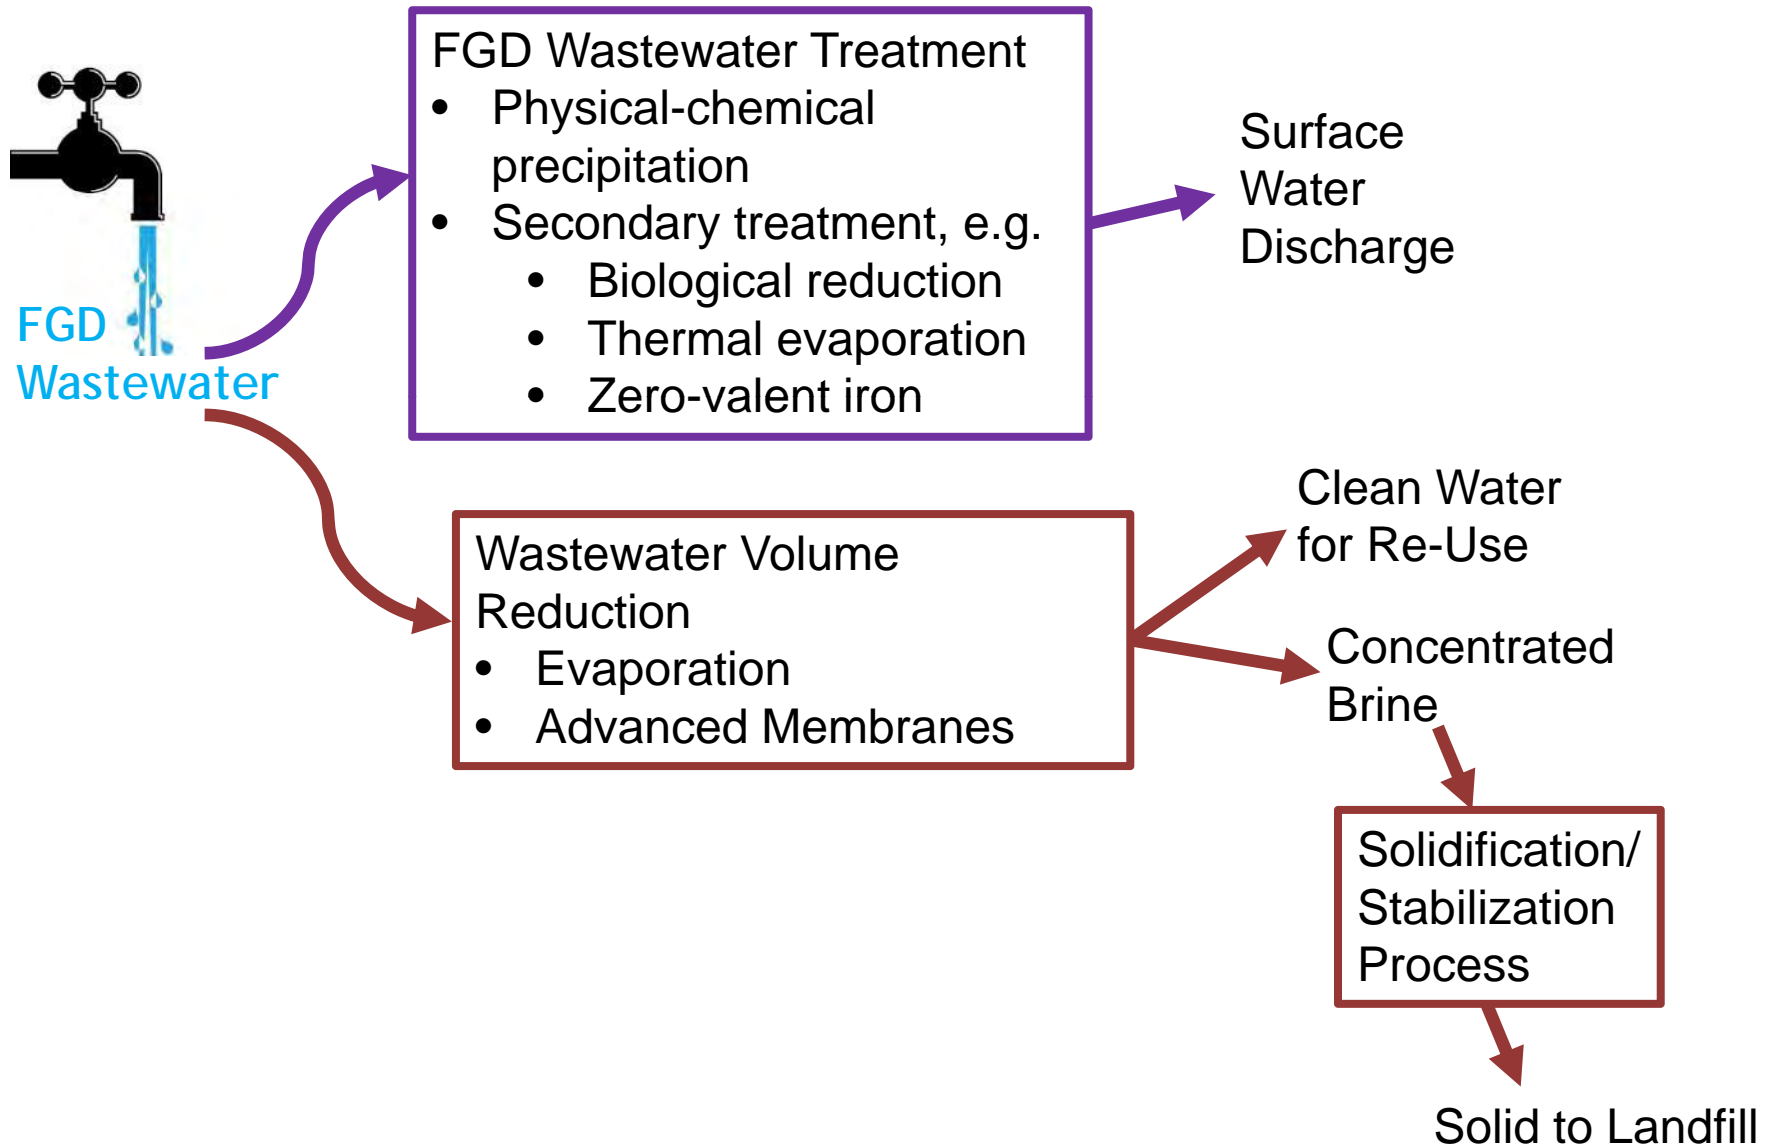 FGD
Wastewater
FGD Wastewater Treatment
• Physical-chemical
precipitation
• Secondary treatment, e.g.
• Biological reduction
• Thermal evaporation
• Zero-valent iron
Surface
Water
Discharge
Wastewater Volume
Reduction
• Evaporation
• Advanced Membranes
Clean Water
for Re-Use
Concentrated
Brine
Solidification/
Stabilization
Process
Solid to Landfill